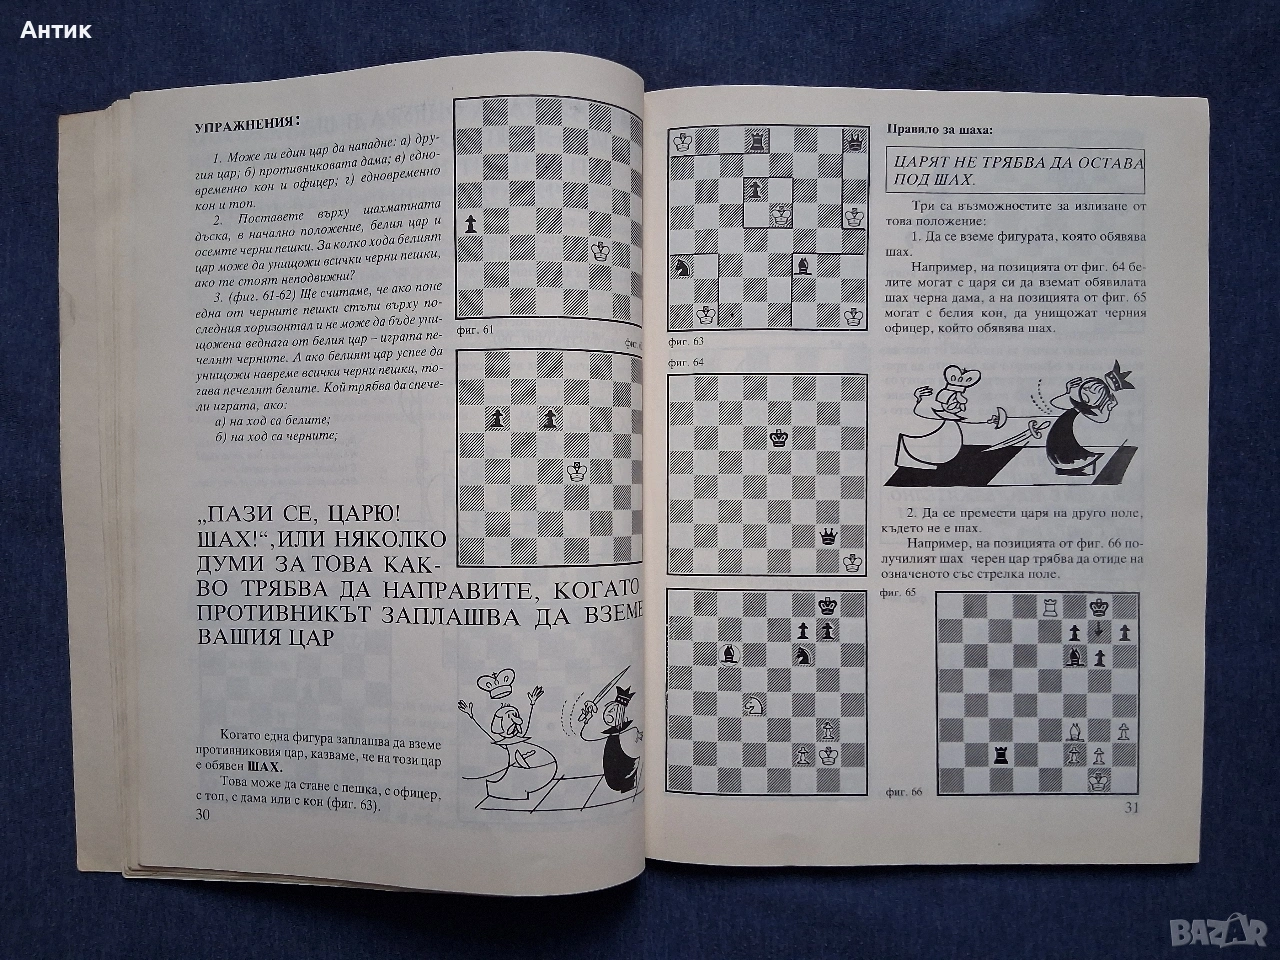 Антик
УПРАЖНЕНИЯ:
1. Може ли един цар да нападне: а) дру-
гия цар; б) противниковата дама; в) едно-
временно кон и офицер; г) едновременно
кон и топ.
2. Поставете върху шахматната
дъска, в начално положение, белия цар и
осемте черни пешки. За колко хода белият
цар може да унищожи всички черни пешки,
ако те стоят неподвижни?
3. (фиг. 61-62) Ще считаме, че ако поне
една от черните пешки стъпи върху по-
следния хоризонтал и не може да бъде уни-
щожена веднага от белия цар – играта пе-
челят черните. А ако белият цар успее да
унищожи навреме всички черни пешки, то-
гава печелят белите. Кой трябва да спече-
ли играта, ако:
а) на ход са белите;
б) на ход са черните;
фиг. 61
„ПАЗИ СЕ, ЦАРЮ!
ШАХ!“, ИЛИ НЯКОЛКО
ДУМИ ЗА ТОВА КАК-
ВО ТРЯБВА ДА НАПРАВИТЕ, КОГАТО
ПРОТИВНИКЪТ ЗАПЛАШВА ДА ВЗЕМЕ
ВАШИЯ ЦАР
Когато една фигура заплашва да вземе
противниковия цар, казваме, че на този цар
е обявен ШАХ.
Това може да стане с пешка, с офицер,
с топ, с дама или с кон (фиг. 63).
30
фиг. 63
фиг. 64
Правило за шаха:
ЦАРЯТ НЕ ТРЯБВА ДА ОСТАВА
ПОД ШАХ.
Три са възможностите за излизане от
това положение:
1. Да се вземе фигурата, която обявява
шах.
Например, на позицията от фиг. 64 бе-
лите могат с царя си да вземат обявилата
шах черна дама, а на позицията от фиг. 65
могат с белия кон, да унищожат черния
офицер, който обявява шах.
2. Да се премести царя на друго поле,
където не е шах.
Например, на позицията от фиг. 66 по-
лучилият шах черен цар трябва да отиде на
означеното със стрелка поле.
фиг. 65
фиг. 66
31
BAZAR